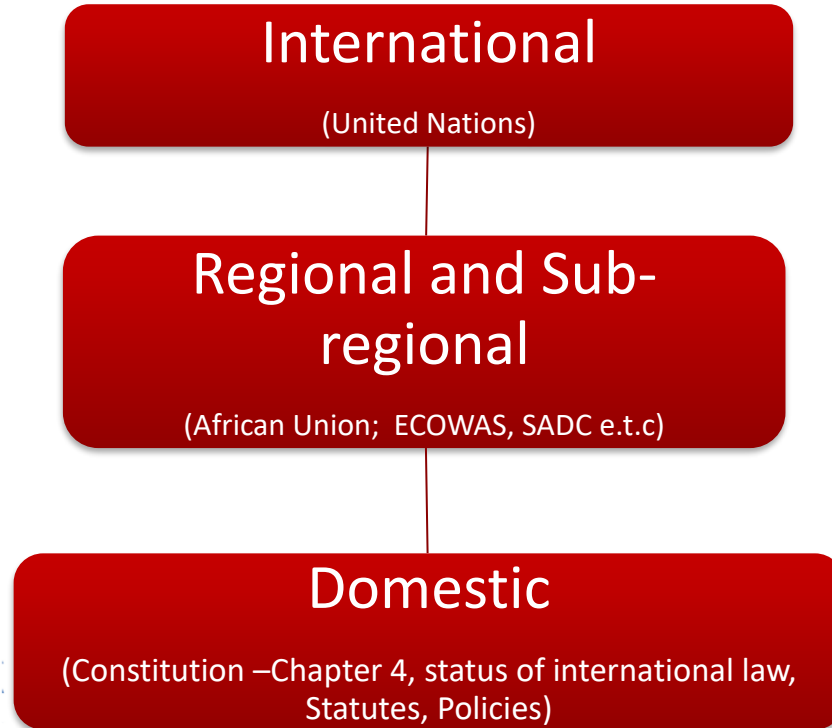 International
(United Nations)
Regional and Sub-
regional
(African Union;  ECOWAS, SADC e.t.c)
Domestic
(Constitution –Chapter 4, status of international law,
Statutes, Policies)